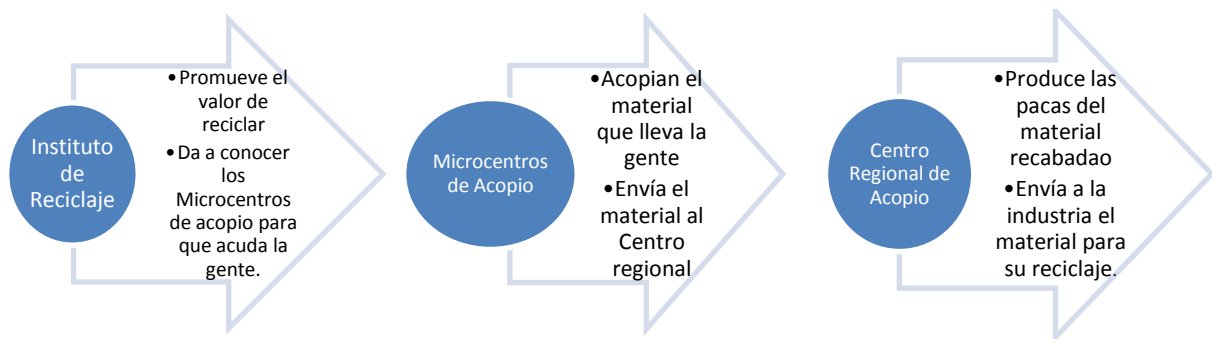 Instituto
de
Reciclaje
•Promueve el
valor de
reciclar
•Da a conocer
los
Microcentros
de acopio para
que acuda la
gente.
Microcentros
de Acopio
•Acopian el
material
que lleva la
gente
•Envía el
material al
Centro
regional
Centro
Regional de
Acopio
•Produce las
pacas del
material
recabadao
•Envía a la
industria el
material para
su reciclaje.